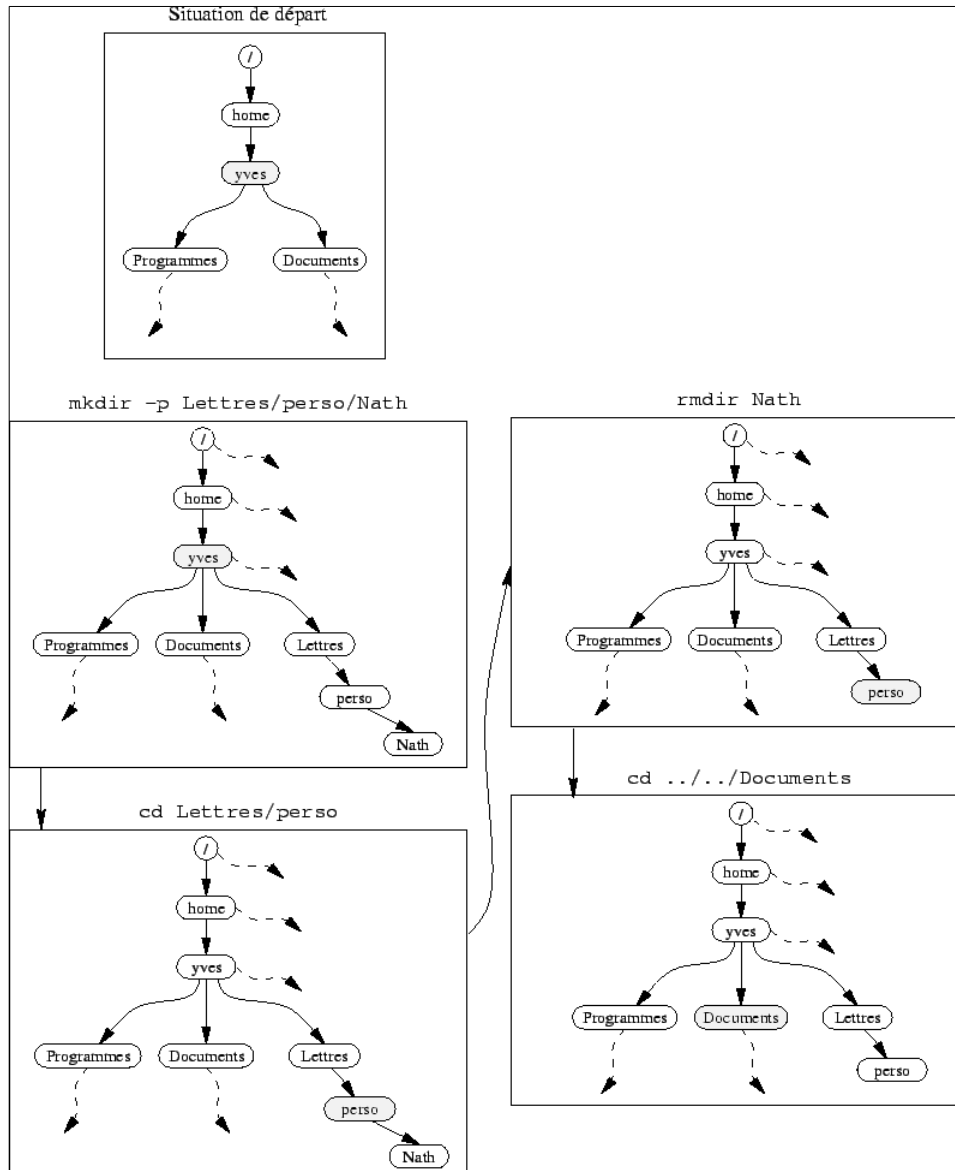 Situation de départ
/
home
yves
Programmes Documents
mkdir -p Lettres/perso/Nath
/
home
yves
Programmes Documents Lettres
perso
Nath
cd Lettres/perso
/
home
yves
Programmes Documents Lettres
perso
Nath
rmdir Nath
/
home
yves
Programmes Documents Lettres
perso
cd ../../Documents
/
home
yves
Programmes Documents Lettres
perso